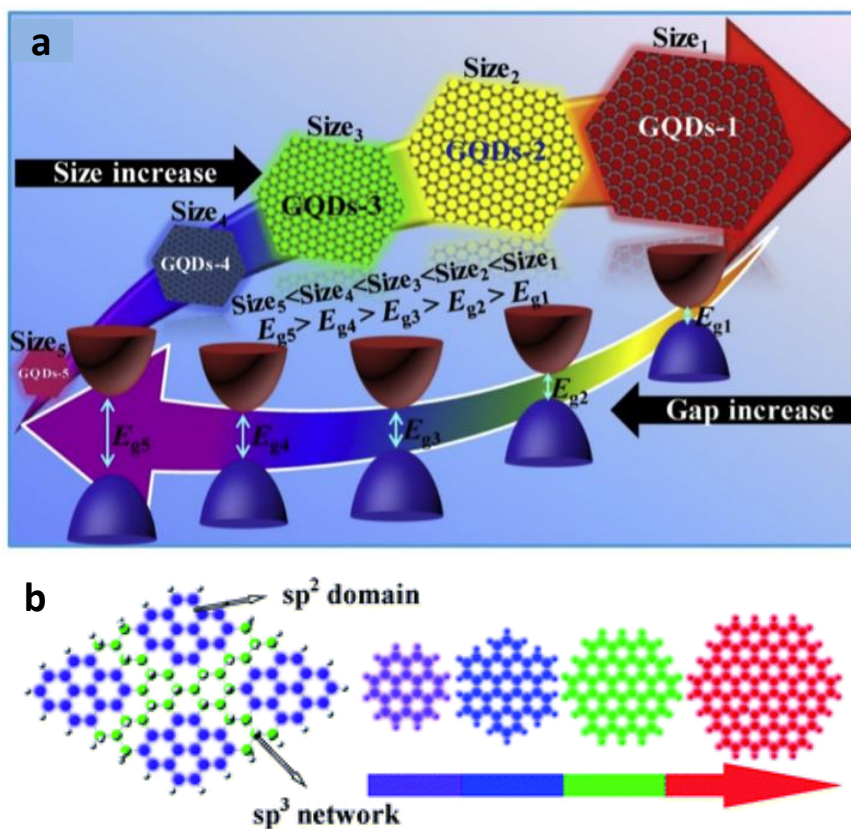 a
Size₁
Size₂
Size₃
Size₄
Size₅
GQDs-1
GQDs-2
GQDs-3
GQDs-4
GQDs-5
Size increase
Size₅<Size₄<Size₃<Size₂<Size₁
E_g5 > E_g4 > E_g3 > E_g2 > E_g1
E_g1
E_g2
E_g3
E_g4
E_g5
Gap increase
b
sp² domain
sp³ network